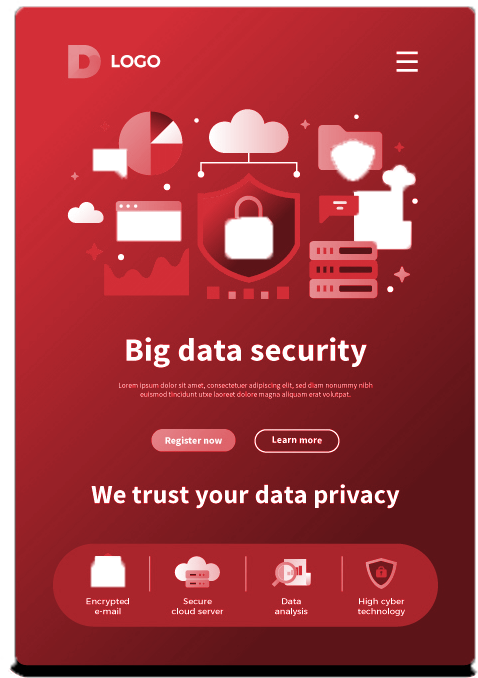 D LOGO
Big data security
Lorem ipsum dolor sit amet, consectetuer adipiscing elit, sed diam nonummy nibh
euismod tincidunt utxe laoreet dolore magna aliquam erat volutpat.
Register now
Learn more
We trust your data privacy
Encrypted
e-mail
Secure
cloud server
Data
analysis
High cyber
technology